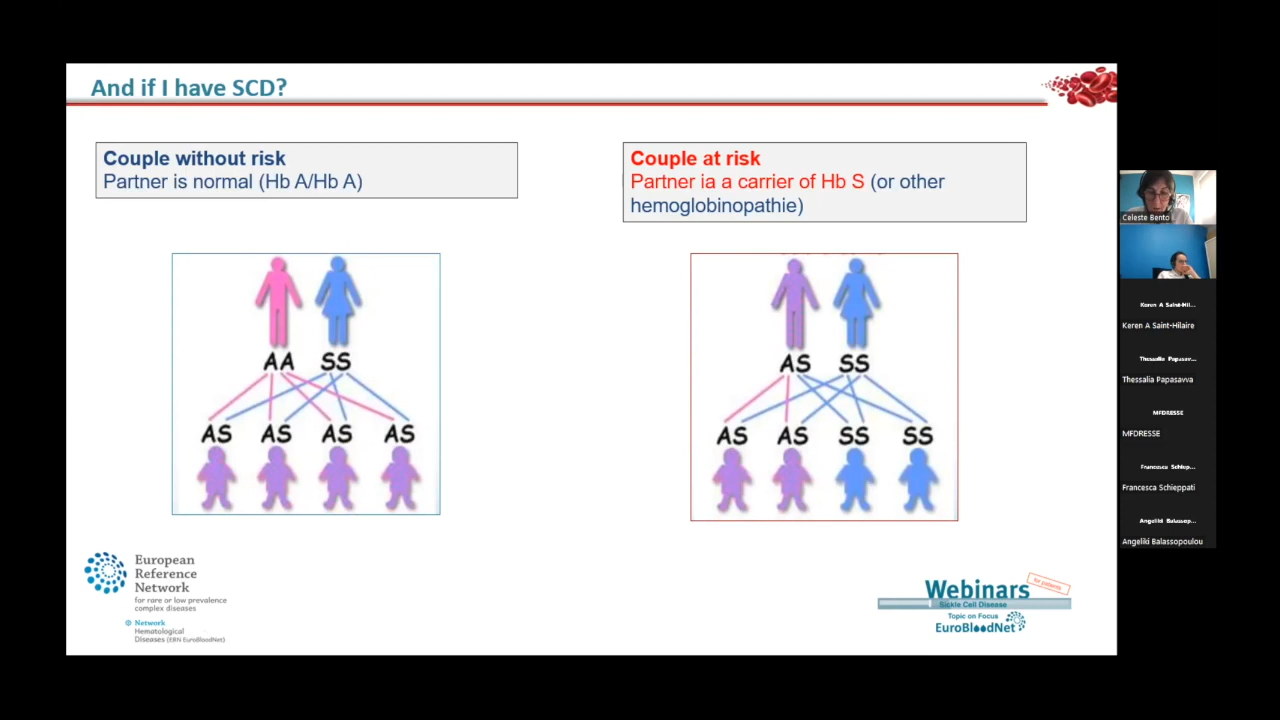 And if I have SCD?
Couple without risk
Partner is normal (Hb A/Hb A)
Couple at risk
Partner ia a carrier of Hb S (or other
hemoglobinopathie)
AA SS
AS AS AS AS
AS SS
AS AS SS SS
European
Reference
Network
for rare or low prevalence
complex diseases
Network
Hematological
Diseases (ERN EuroBloodNet)
for patients
Webinars
Sickle Cell Disease
Topic on Focus
EuroBloodNet
Celeste Bento
Keren A Saint-Hil...
Keren A Saint-Hilaire
Thessalia Papasav...
Thessalia Papasavva
MFDRESSE
MFDRESSE
Francesca Schiep...
Francesca Schieppati
Angeliki Balassop...
Angeliki Balassopoulou